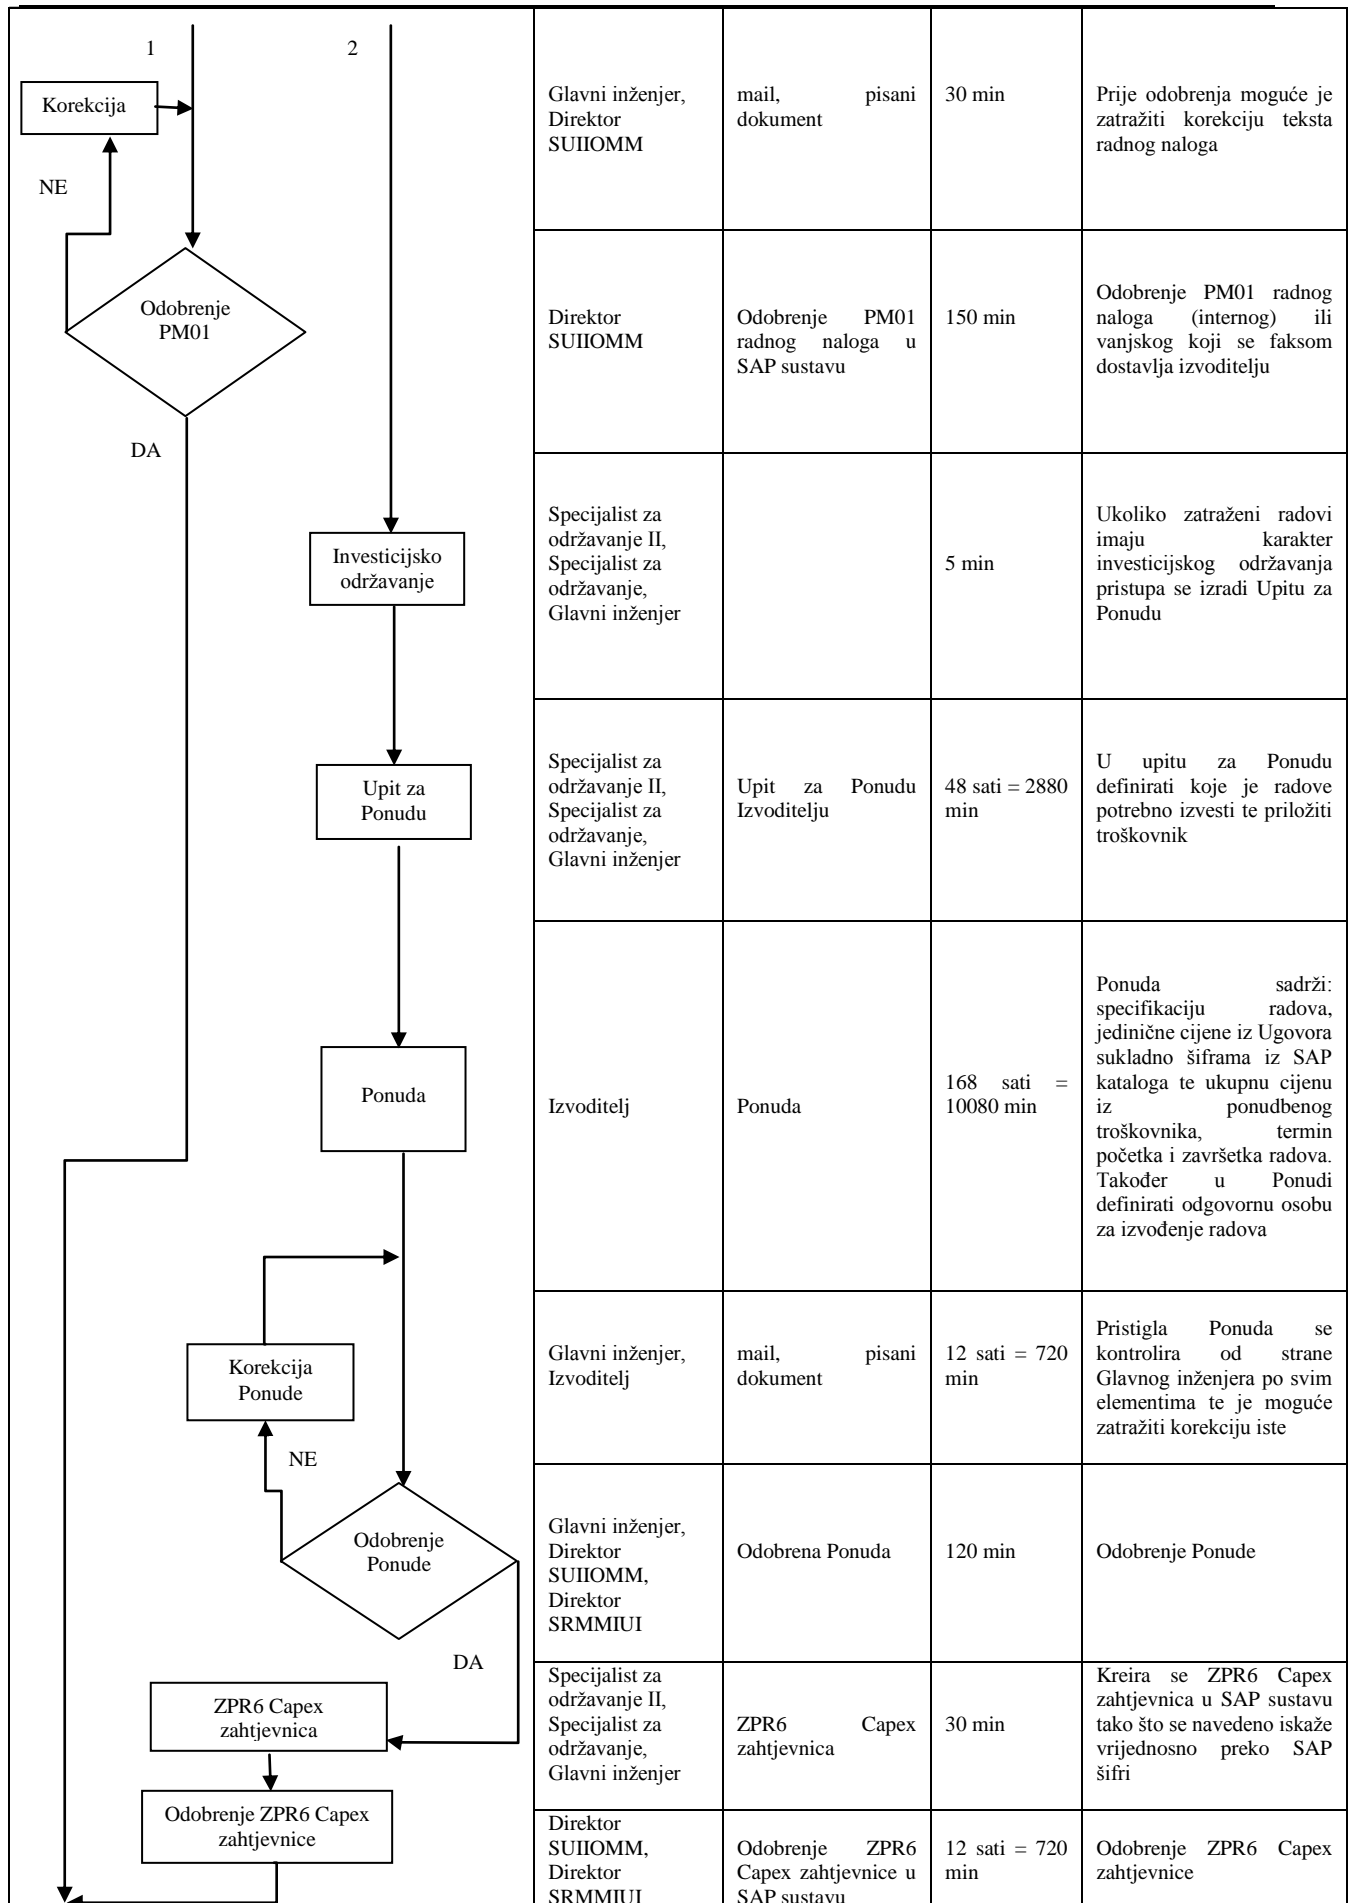 1
2
Korekcija
NE
Glavni inženjer,
Direktor
SUIIOMM
mail, pisani
dokument
30 min
Prije odobrenja moguće je
zatražiti korekciju teksta
radnog naloga
Odobrenje
PM01
DA
Direktor
SUIIOMM
Odobrenje PM01
radnog naloga u
SAP sustavu
150 min
Odobrenje PM01 radnog
naloga (internog) ili
vanjskog koji se faksom
dostavlja izvoditelju
Investicijsko
održavanje
Specijalist za
održavanje II,
Specijalist za
održavanje,
Glavni inženjer
5 min
Ukoliko zatraženi radovi
imaju karakter
investicijskog održavanja
pristupa se izradi Upitu za
Ponudu
Upit za
Ponudu
Specijalist za
održavanje II,
Specijalist za
održavanje,
Glavni inženjer
Upit za Ponudu
Izvoditelju
48 sati = 2880
min
U upitu za Ponudu
definirati koje je radove
potrebno izvesti te priložiti
troškovnik
Ponuda
Izvoditelj
Ponuda
168 sati =
10080 min
Ponuda sadrži:
specifikaciju radova,
jedinične cijene iz Ugovora
sukladno šiframa iz SAP
kataloga te ukupnu cijenu
iz ponudbenog
troškovnika, termin
početka i završetka radova.
Također u Ponudi
definirati odgovornu osobu
za izvođenje radova
Korekcija
Ponude
NE
Glavni inženjer,
Izvoditelj
mail, pisani
dokument
12 sati = 720
min
Pristigla Ponuda se
kontrolira od strane
Glavnog inženjera po svim
elementima te je moguće
zatražiti korekciju iste
Odobrenje
Ponude
DA
Glavni inženjer,
Direktor
SUIIOMM,
Direktor
SRMMIUI
Odobrena Ponuda
120 min
Odobrenje Ponude
ZPR6 Capex
zahtjevnica
Specijalist za
održavanje II,
Specijalist za
održavanje,
Glavni inženjer
ZPR6 Capex
zahtjevnica
30 min
Kreira se ZPR6 Capex
zahtjevnica u SAP sustavu
tako što se navedeno iskaže
vrijednosno preko SAP
šifri
Odobrenje ZPR6 Capex
zahtjevnice
Direktor
SUIIOMM,
Direktor
SRMMIUI
Odobrenje ZPR6
Capex zahtjevnice u
SAP sustavu
12 sati = 720
min
Odobrenje ZPR6 Capex
zahtjevnice